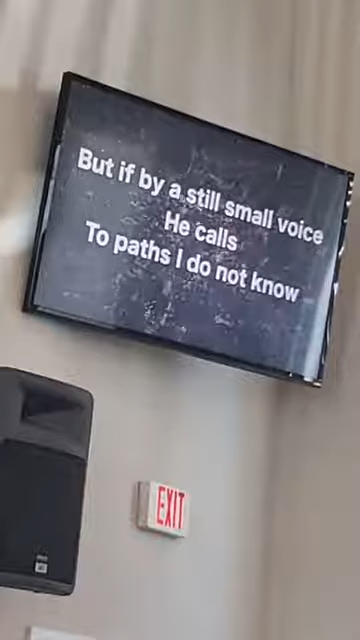 But if by a still small voice
He calls
To paths I do not know
EXIT